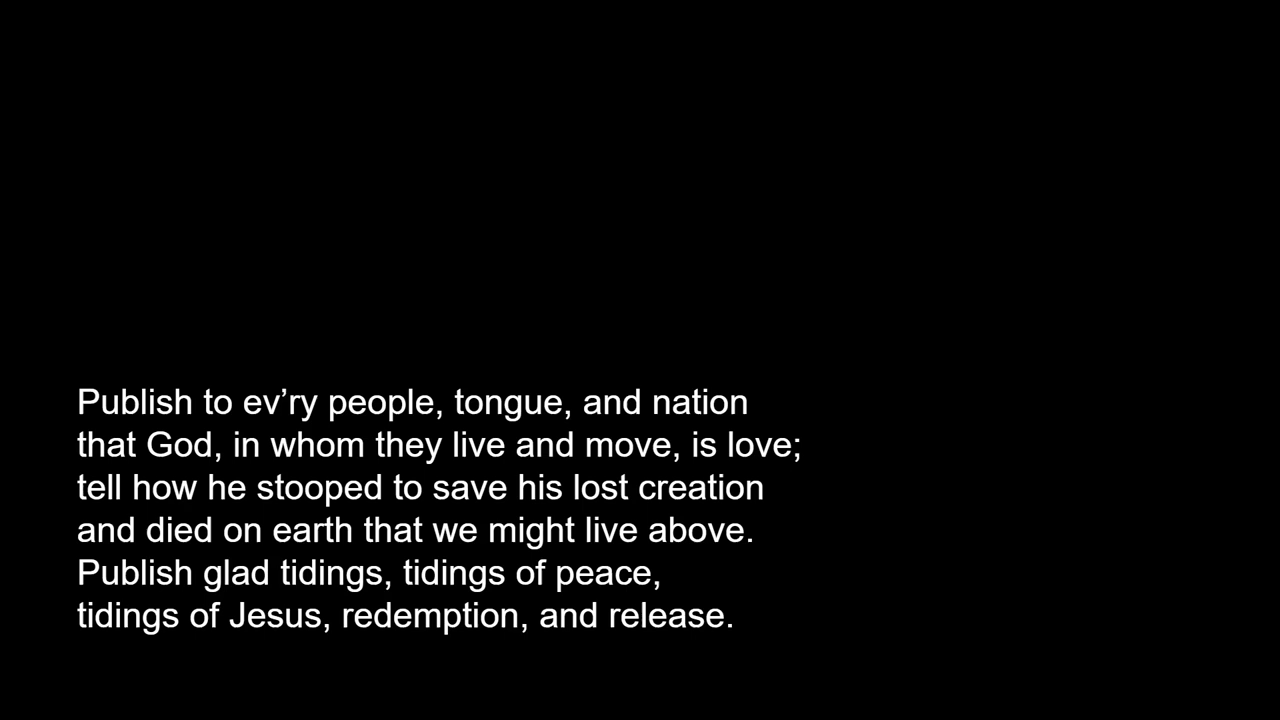 Publish to ev’ry people, tongue, and nation
that God, in whom they live and move, is love;
tell how he stooped to save his lost creation
and died on earth that we might live above.
Publish glad tidings, tidings of peace,
tidings of Jesus, redemption, and release.